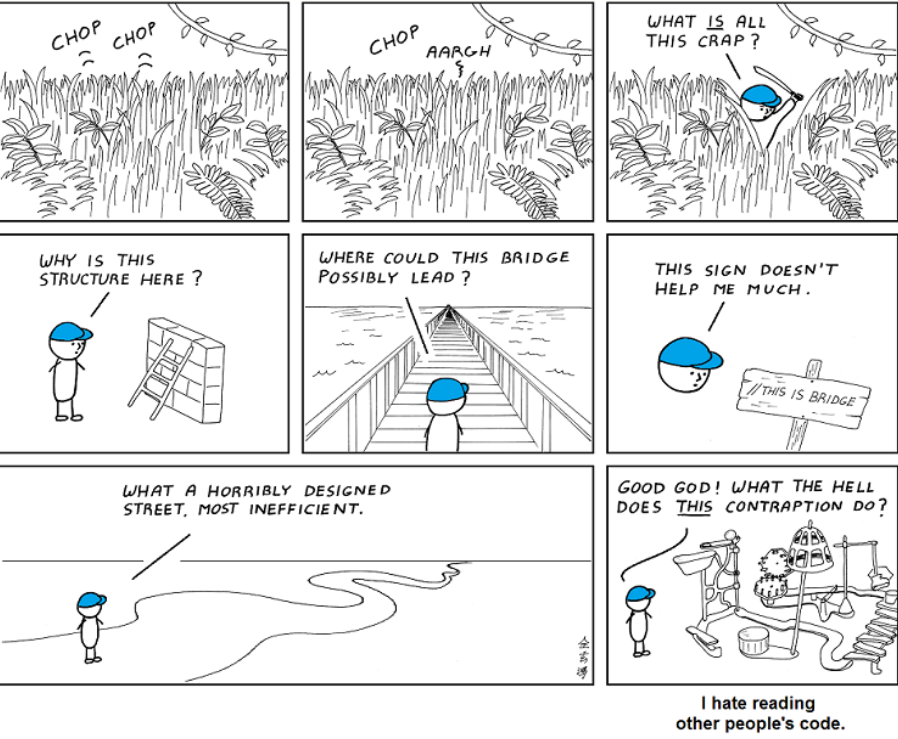 CHOP
CHOP
CHOP
AARGH
WHAT IS ALL
THIS CRAP?
WHY IS THIS
STRUCTURE HERE?
WHERE COULD THIS BRIDGE
POSSIBLY LEAD?
THIS SIGN DOESN'T
HELP ME MUCH.
//THIS IS BRIDGE
WHAT A HORRIBLY DESIGNED
STREET. MOST INEFFICIENT.
GOOD GOD! WHAT THE HELL
DOES THIS CONTRAPTION DO?
I hate reading
other people's code.